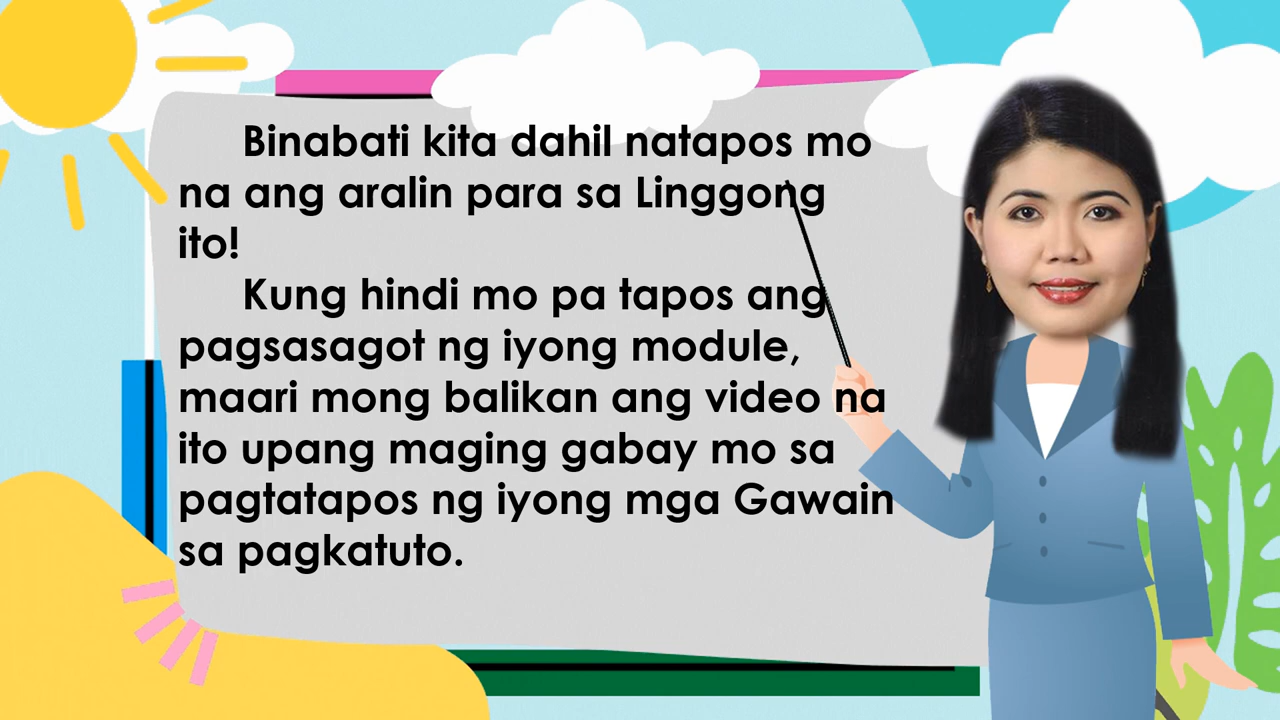 Binabati kita dahil natapos mo
na ang aralin para sa Linggong
ito!
Kung hindi mo pa tapos ang
pagsasagot ng iyong module,
maari mong balikan ang video na
ito upang maging gabay mo sa
pagtatapos ng iyong mga Gawain
sa pagkatuto.